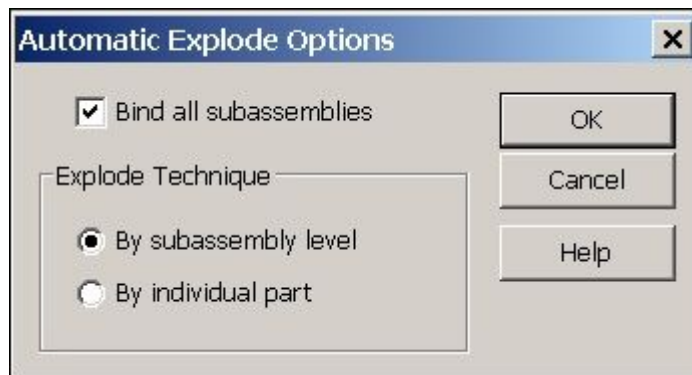 Automatic Explode Options
Bind all subassemblies
OK
Explode Technique
Cancel
By subassembly level
Help
By individual part